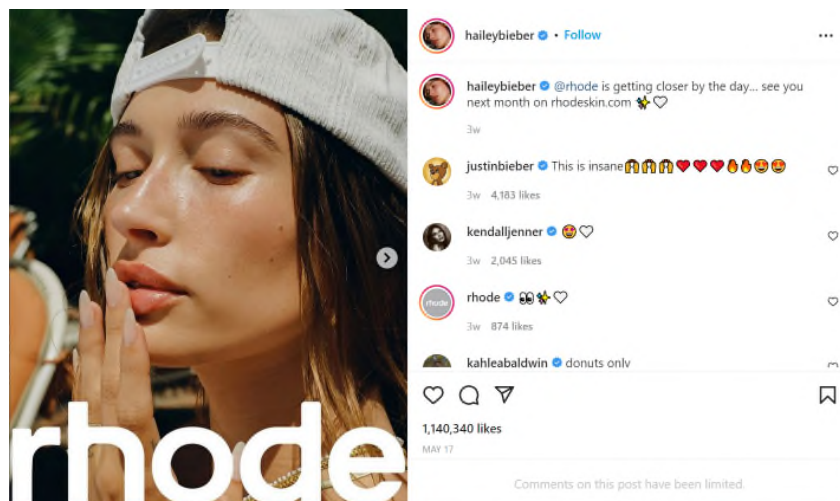 rhode
haileybieber • Follow
haileybieber @rhode is getting closer by the day... see you
next month on rhodeskin.com ✨🤍
3w
justinbieber This is insane😱😱😱❤️❤️❤️🔥🔥😍😍
3w 4,183 likes
kendalljenner 😍🤍
3w 2,045 likes
rhode
rhode 👀✨🤍
3w 874 likes
kahleabaldwin donuts only
1,140,340 likes
MAY 17
Comments on this post have been limited.